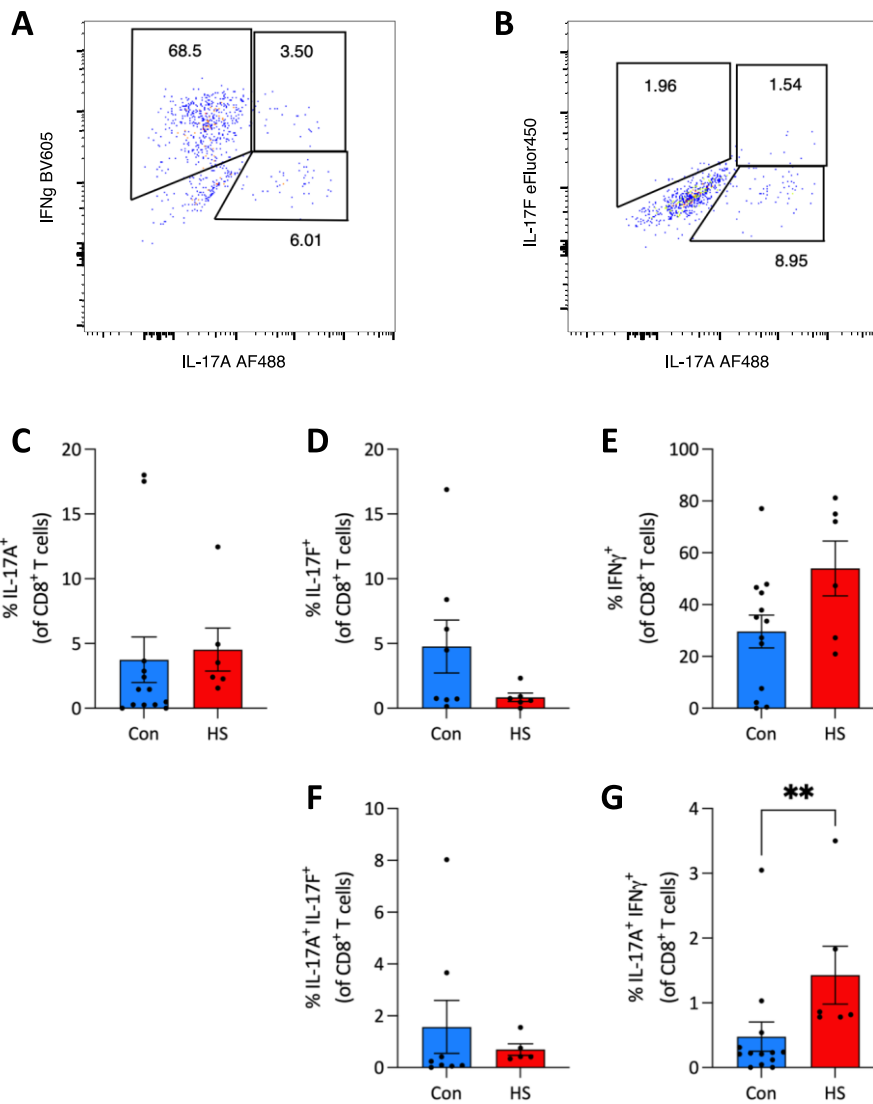 A
68.5
3.50
6.01
IFNg BV605
IL-17A AF488
B
1.96
1.54
8.95
IL-17F eFluor450
IL-17A AF488
C
% IL-17A⁺
(of CD8⁺ T cells)
20
15
10
5
0
Con HS
D
% IL-17F⁺
(of CD8⁺ T cells)
20
15
10
5
0
Con HS
E
% IFNγ⁺
(of CD8⁺ T cells)
100
80
60
40
20
0
Con HS
F
% IL-17A⁺ IL-17F⁺
(of CD8⁺ T cells)
10
8
6
4
2
0
Con HS
G
% IL-17A⁺ IFNγ⁺
(of CD8⁺ T cells)
4
3
2
1
0
**
Con HS